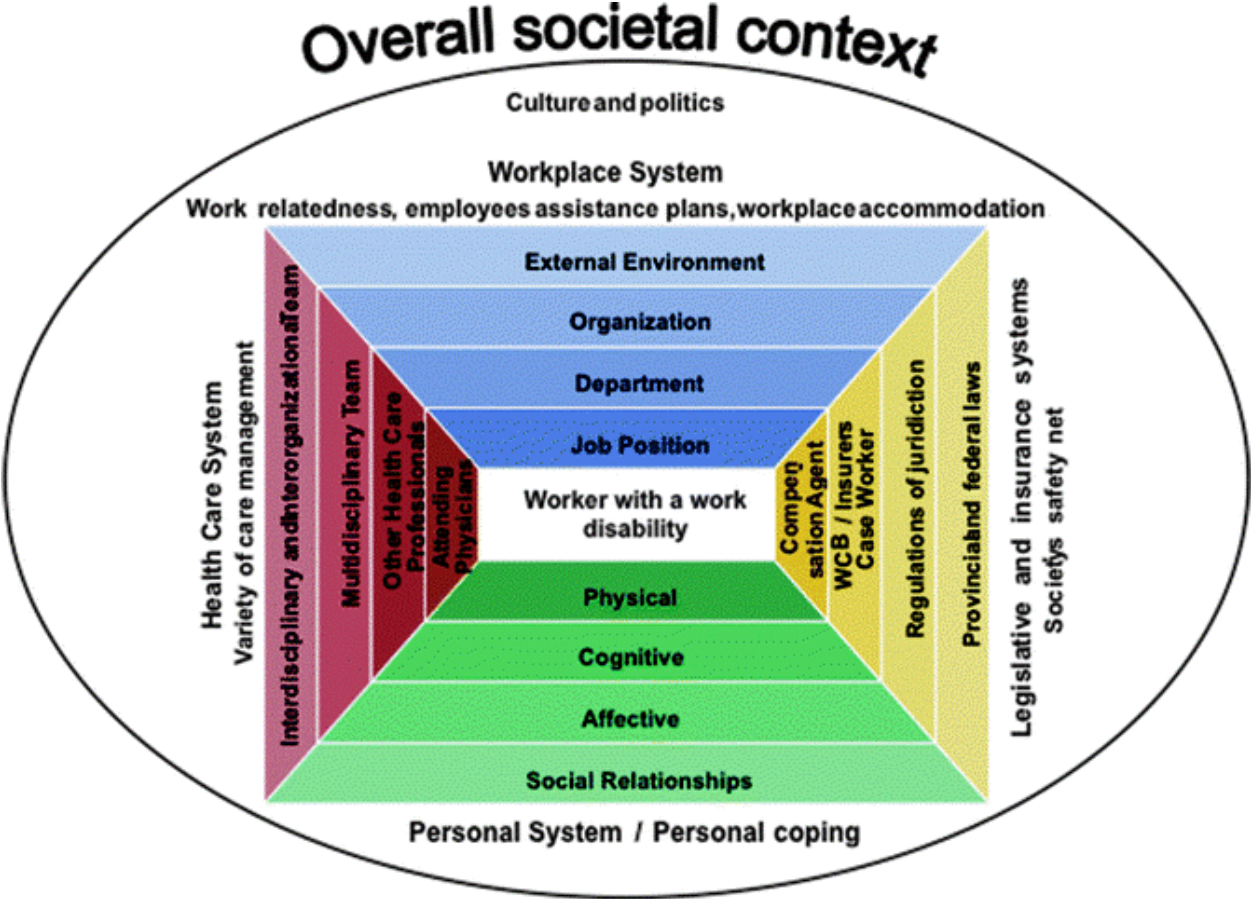 Overall societal context
Culture and politics
Workplace System
Work relatedness, employees assistance plans, workplace accommodation
External Environment
Organization
Department
Job Position
Health Care System
Variety of care management
Interdisciplinary and Interorganizational Team
Multidisciplinary Team
Other Health Care
Professionals
Attending
Physicians
Worker with a work
disability
Compen
sation Agent
WCB / Insurers
Case Worker
Regulations of juridiction
Provincial and federal laws
Legislative and insurance systems
Society's safety net
Physical
Cognitive
Affective
Social Relationships
Personal System / Personal coping